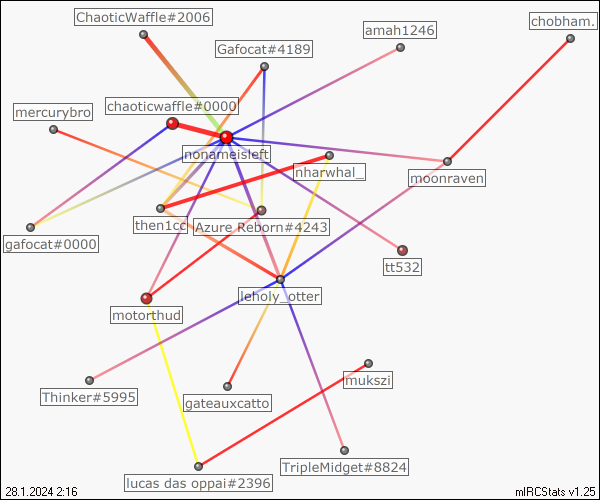 ChaoticWaffle#2006
chobham.
amah1246
Gafocat#4189
mercurybro
chaoticwaffle#0000
nonameisleft
nharwhal_
moonraven
then1cc
Azure Reborn#4243
gafocat#0000
tt532
leholy_otter
motorthud
mukszi
Thinker#5995
gateauxcatto
TripleMidget#8824
lucas das oppai#2396
28.1.2024 2:16
mIRCStats v1.25